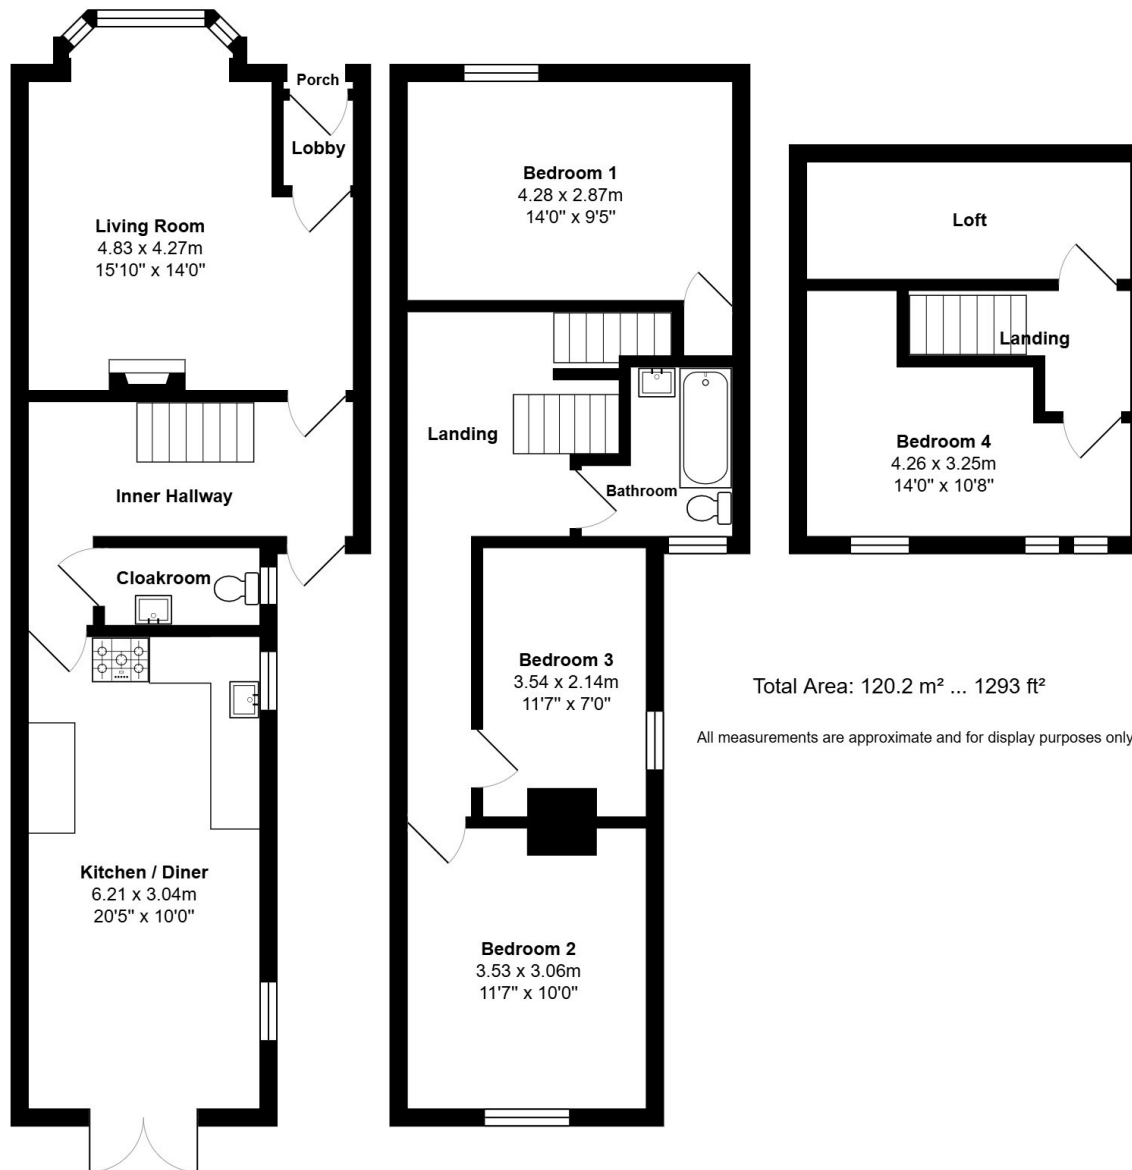 Porch
Lobby
Living Room
4.83 x 4.27m
15'10" x 14'0"
Inner Hallway
Cloakroom
Kitchen / Diner
6.21 x 3.04m
20'5" x 10'0"
Bedroom 1
4.28 x 2.87m
14'0" x 9'5"
Landing
Bathroom
Bedroom 3
3.54 x 2.14m
11'7" x 7'0"
Bedroom 2
3.53 x 3.06m
11'7" x 10'0"
Loft
Landing
Bedroom 4
4.26 x 3.25m
14'0" x 10'8"
Total Area: 120.2 m² ... 1293 ft²
All measurements are approximate and for display purposes only